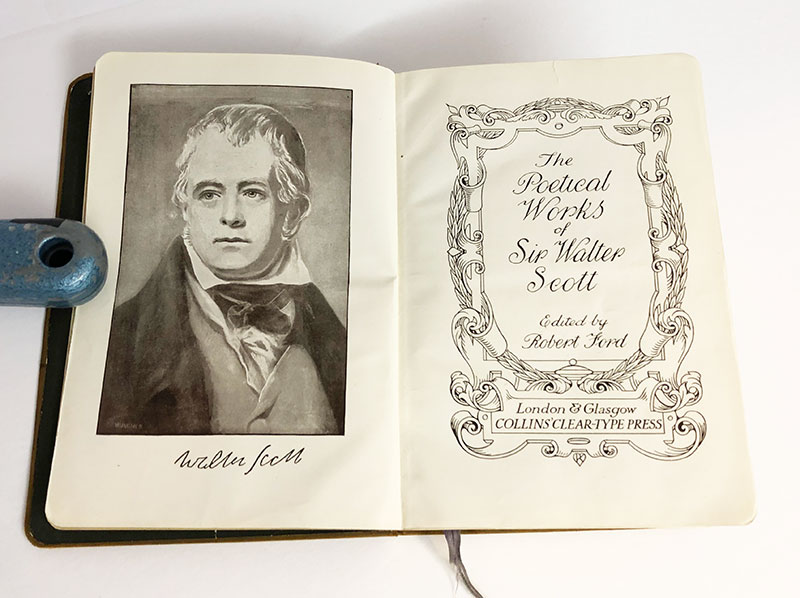 Walter Scott
The
Poetical
Works
of
Sir Walter
Scott
Edited by
Robert Ford
London & Glasgow
COLLINS' CLEAR-TYPE PRESS